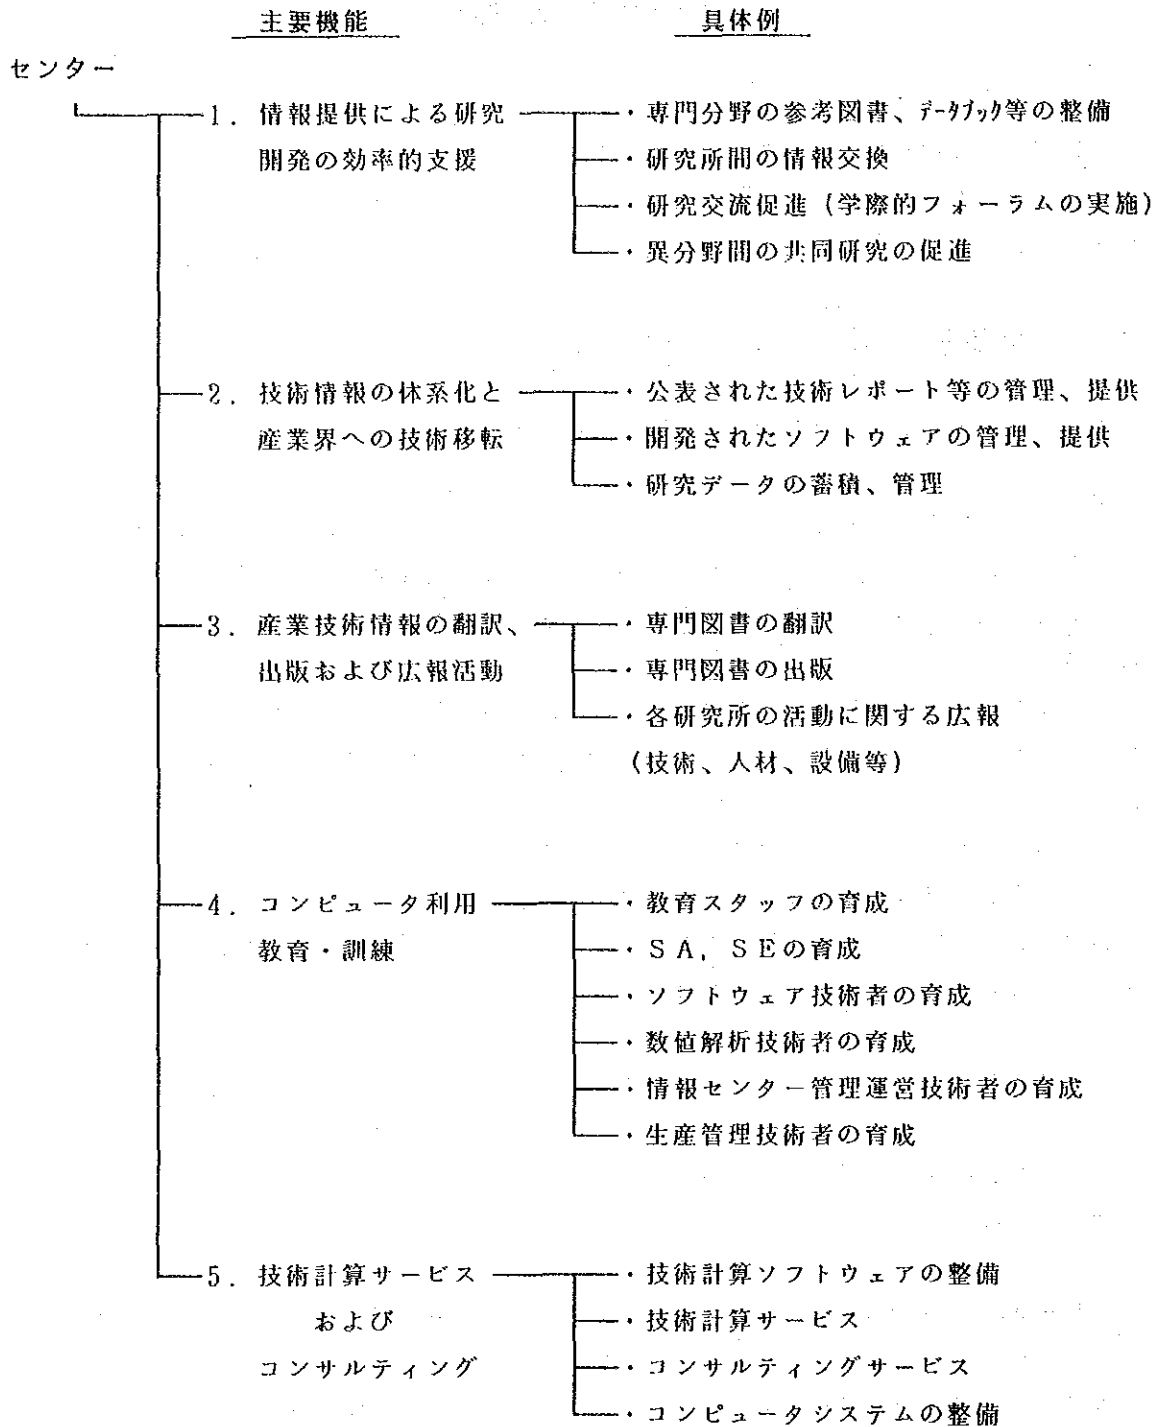 主要機能 具体例
センター
1. 情報提供による研究 ・専門分野の参考図書、データブック等の整備
開発の効率的支援 ・研究所間の情報交換
・研究交流促進 (学際的フォーラムの実施)
・異分野間の共同研究の促進
2. 技術情報の体系化と ・公表された技術レポート等の管理、提供
産業界への技術移転 ・開発されたソフトウェアの管理、提供
・研究データの蓄積、管理
3. 産業技術情報の翻訳、 ・専門図書の翻訳
出版および広報活動 ・専門図書の出版
・各研究所の活動に関する広報
(技術、人材、設備等)
4. コンピュータ利用 ・教育スタッフの育成
教育・訓練 ・SA, SEの育成
・ソフトウェア技術者の育成
・数値解析技術者の育成
・情報センター管理運営技術者の育成
・生産管理技術者の育成
5. 技術計算サービス ・技術計算ソフトウェアの整備
および ・技術計算サービス
コンサルティング ・コンサルティングサービス
・コンピュータシステムの整備